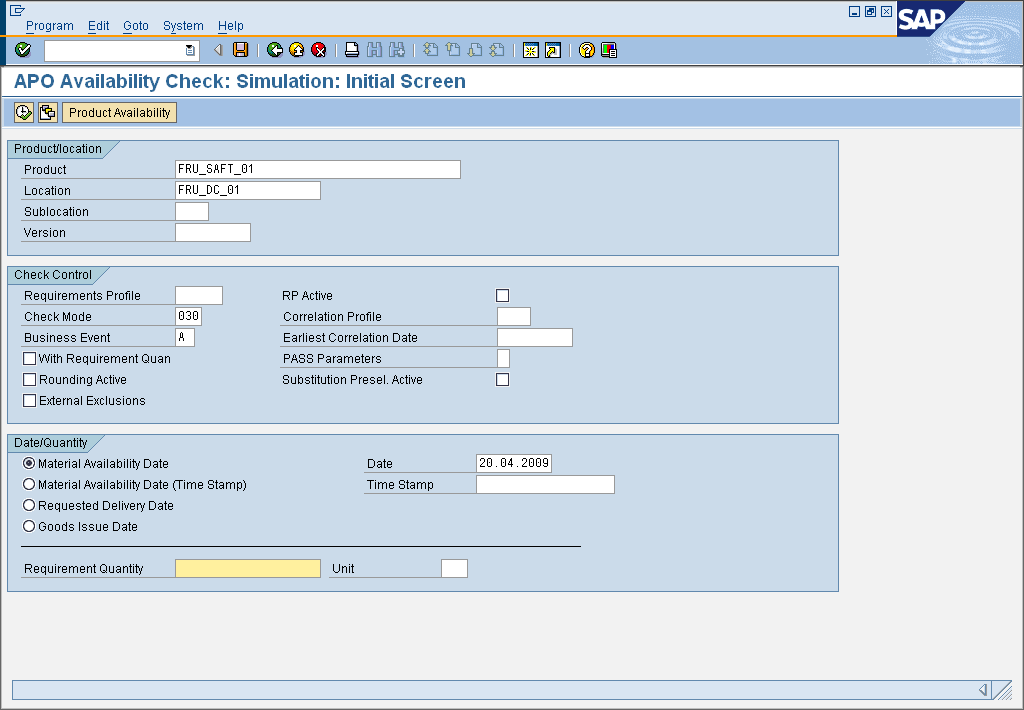 Program Edit Goto System Help
SAP
APO Availability Check: Simulation: Initial Screen
Product Availability
Product/location
Product FRU_SAFT_01
Location FRU_DC_01
Sublocation
Version
Check Control
Requirements Profile RP Active
Check Mode 030 Correlation Profile
Business Event A Earliest Correlation Date
With Requirement Quan PASS Parameters
Rounding Active Substitution Presel. Active
External Exclusions
Date/Quantity
Material Availability Date Date 20.04.2009
Material Availability Date (Time Stamp) Time Stamp
Requested Delivery Date
Goods Issue Date
Requirement Quantity Unit